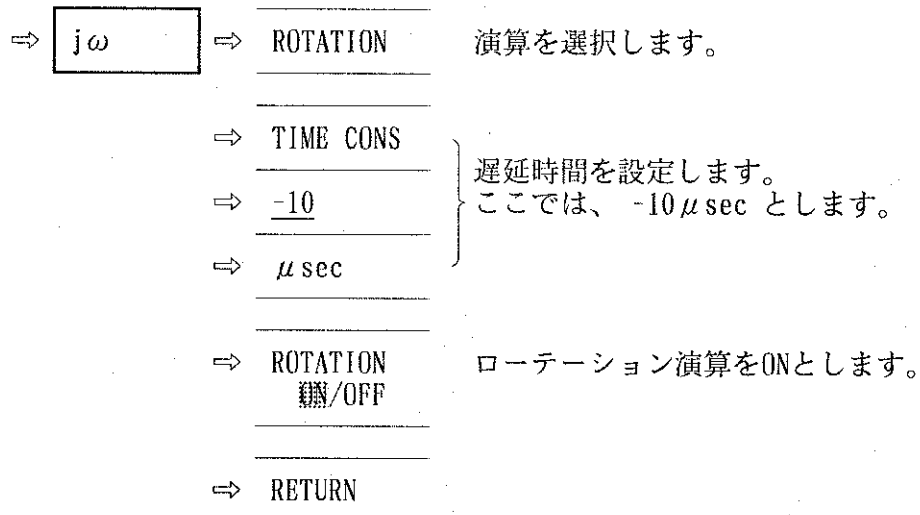 ⇨ jω ⇨ ROTATION 演算を選択します。
⇨ TIME CONS
遅延時間を設定します。
⇨ -10 ここでは、 -10μsec とします。
⇨ μsec
⇨ ROTATION ローテーション演算をONとします。
ON/OFF
⇨ RETURN